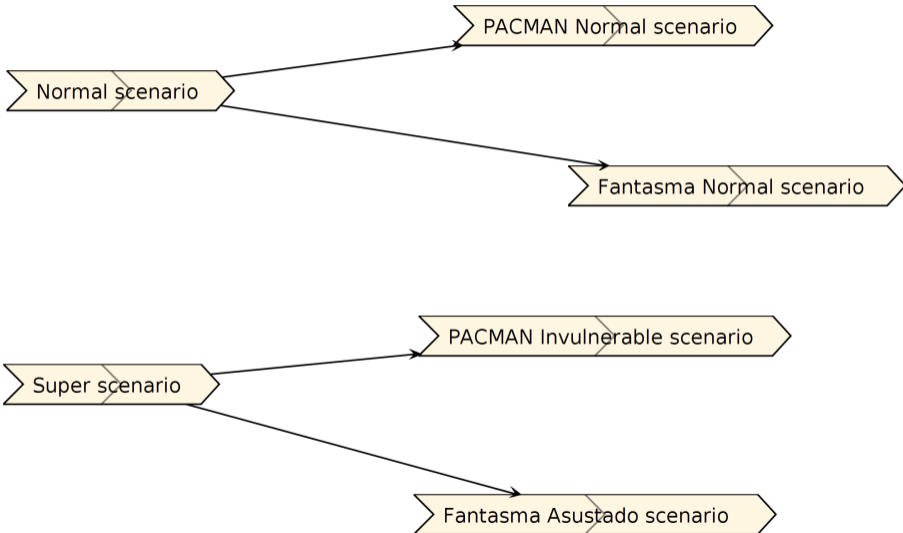 PACMAN Normal scenario
Normal scenario
Fantasma Normal scenario
PACMAN Invulnerable scenario
Super scenario
Fantasma Asustado scenario